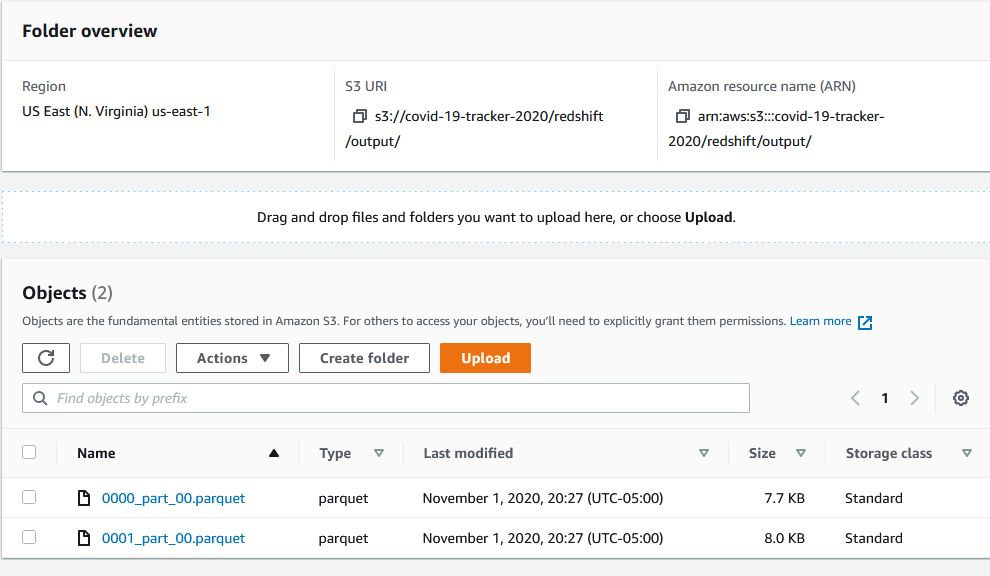 Folder overview
Region
US East (N. Virginia) us-east-1
S3 URI
s3://covid-19-tracker-2020/redshift
/output/
Amazon resource name (ARN)
arn:aws:s3:::covid-19-tracker-
2020/redshift/output/
Drag and drop files and folders you want to upload here, or choose Upload.
Objects (2)
Objects are the fundamental entities stored in Amazon S3. For others to access your objects, you'll need to explicitly grant them permissions. Learn more
Delete Actions Create folder Upload
Find objects by prefix 1
Name Type Last modified Size Storage class
0000_part_00.parquet parquet November 1, 2020, 20:27 (UTC-05:00) 7.7 KB Standard
0001_part_00.parquet parquet November 1, 2020, 20:27 (UTC-05:00) 8.0 KB Standard